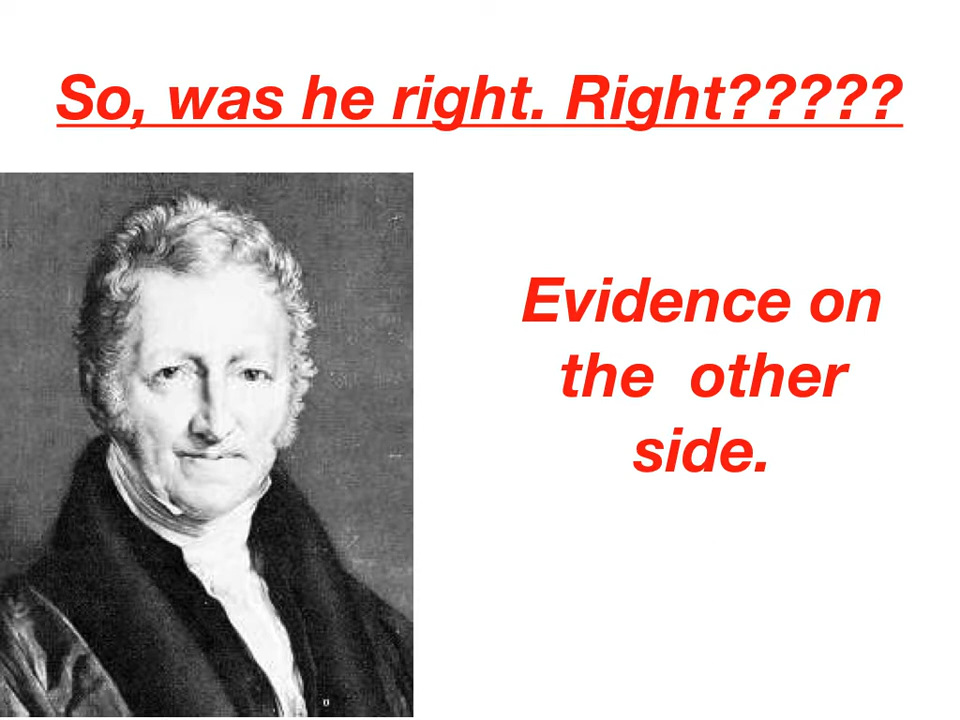 So, was he right. Right?????
Evidence on
the  other
side.